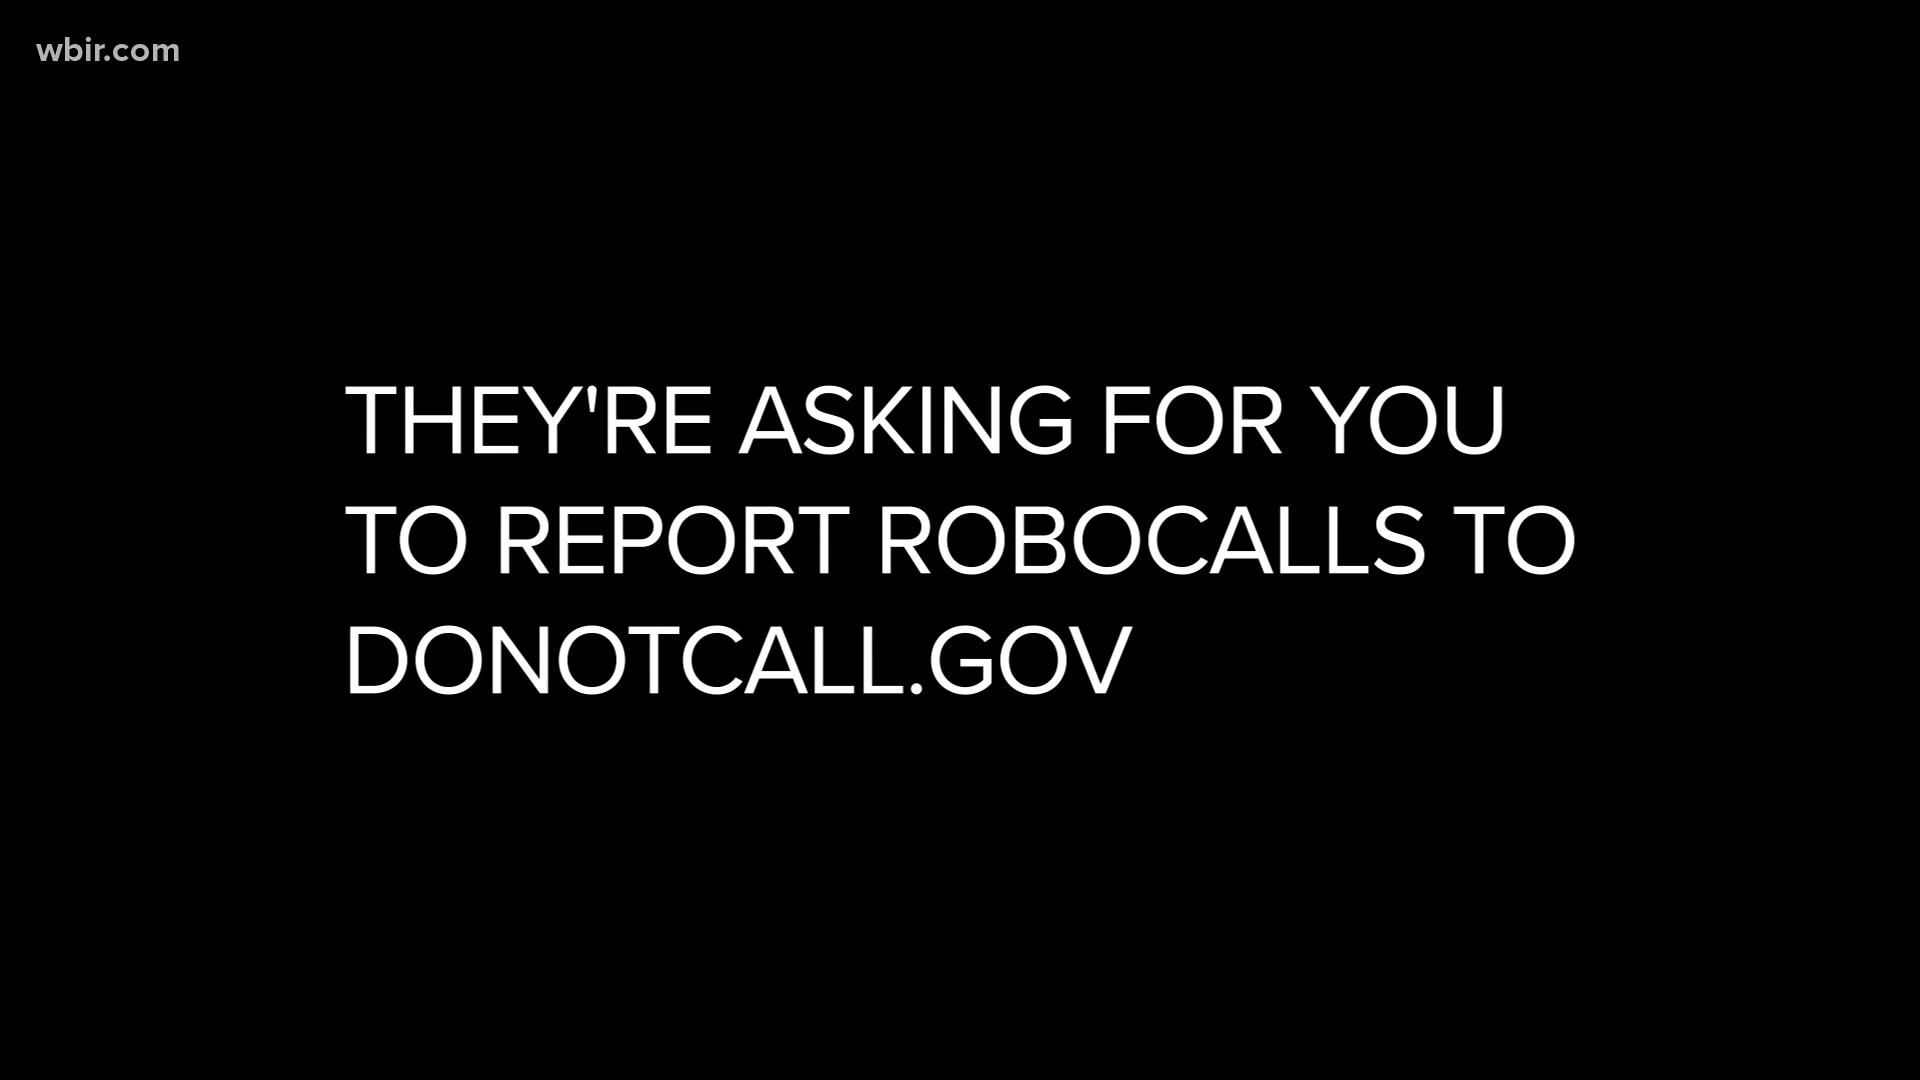 wbir.com
THEY'RE ASKING FOR YOU
TO REPORT ROBOCALLS TO
DONOTCALL.GOV